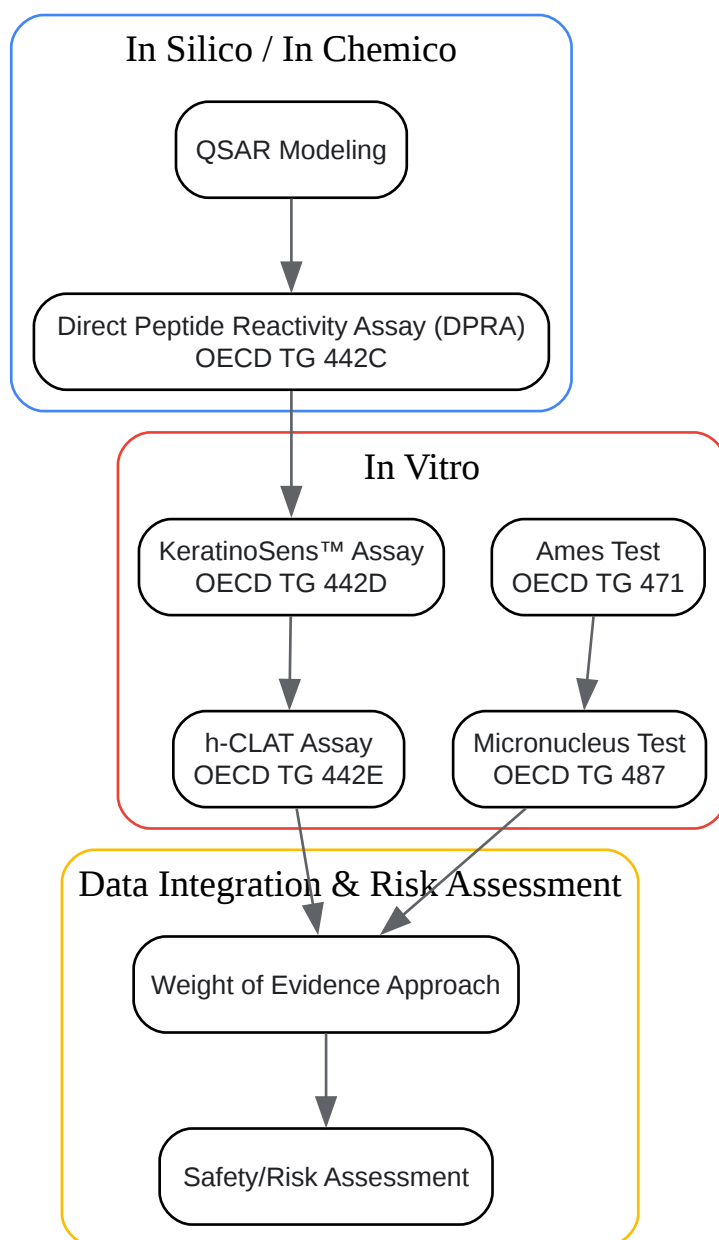 In Silico / In Chemico
QSAR Modeling
Direct Peptide Reactivity Assay (DPRA)
OECD TG 442C
In Vitro
KeratinoSens™ Assay
OECD TG 442D
Ames Test
OECD TG 471
h-CLAT Assay
OECD TG 442E
Micronucleus Test
OECD TG 487
Data Integration & Risk Assessment
Weight of Evidence Approach
Safety/Risk Assessment